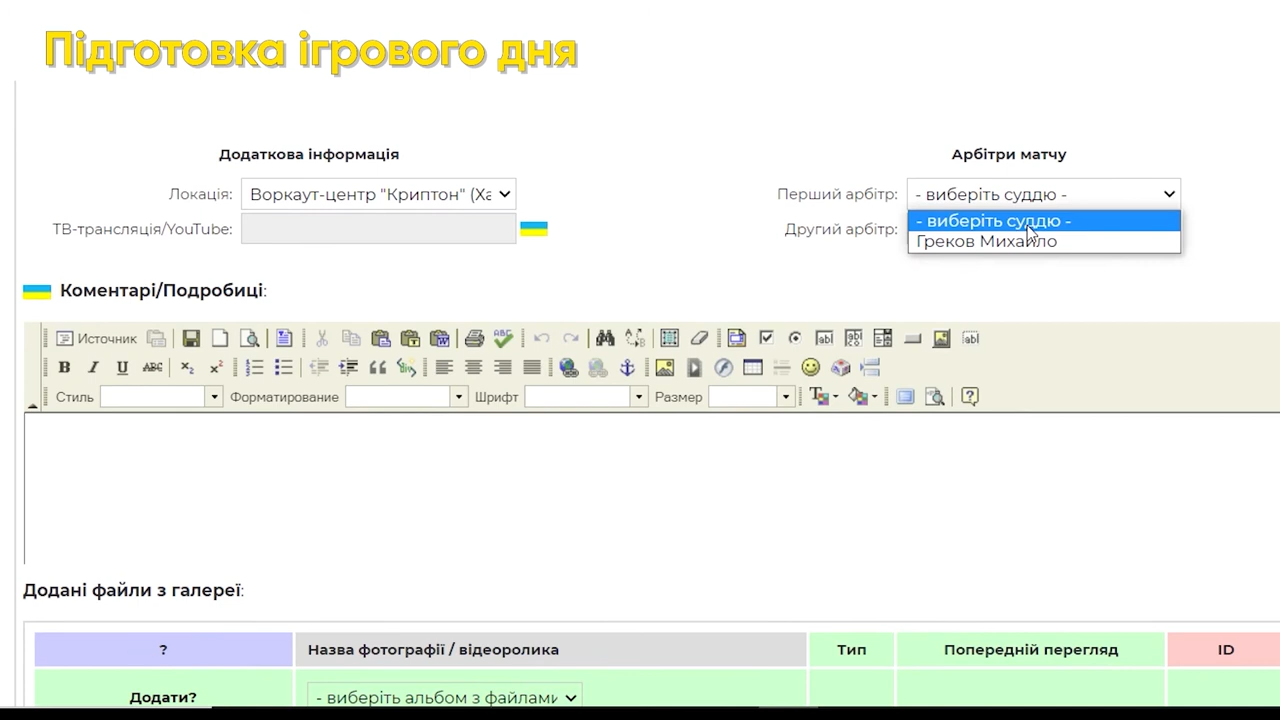 Підготовка ігрового дня
Додаткова інформація
Арбітри матчу
Локація: Воркаут-центр "Криптон" (Ха
Перший арбітр: - виберіть суддю -
ТВ-трансляція/YouTube:
Другий арбітр:
- виберіть суддю -
Греков Михайло
Коментарі/Подробиці:
Источник
B I U ABC
Стиль Форматирование Шрифт Размер
Додані файли з галереї:
? Назва фотографії / відеоролика Тип Попередній перегляд ID
Додати? - виберіть альбом з файлами